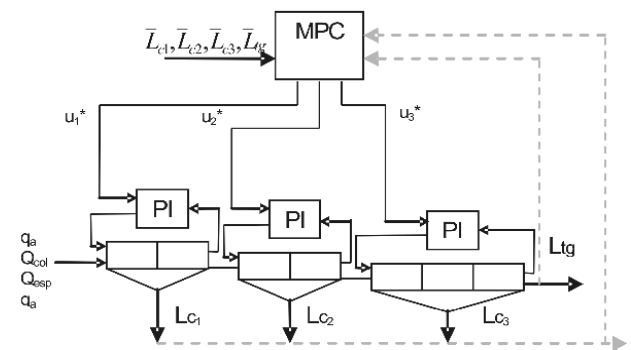 MPC
L̅c1, L̅c2, L̅c3, L̅tg
u1*
u2*
u3*
PI
PI
PI
qa
Qcol
Qesp
qa
Ltg
Lc1
Lc2
Lc3